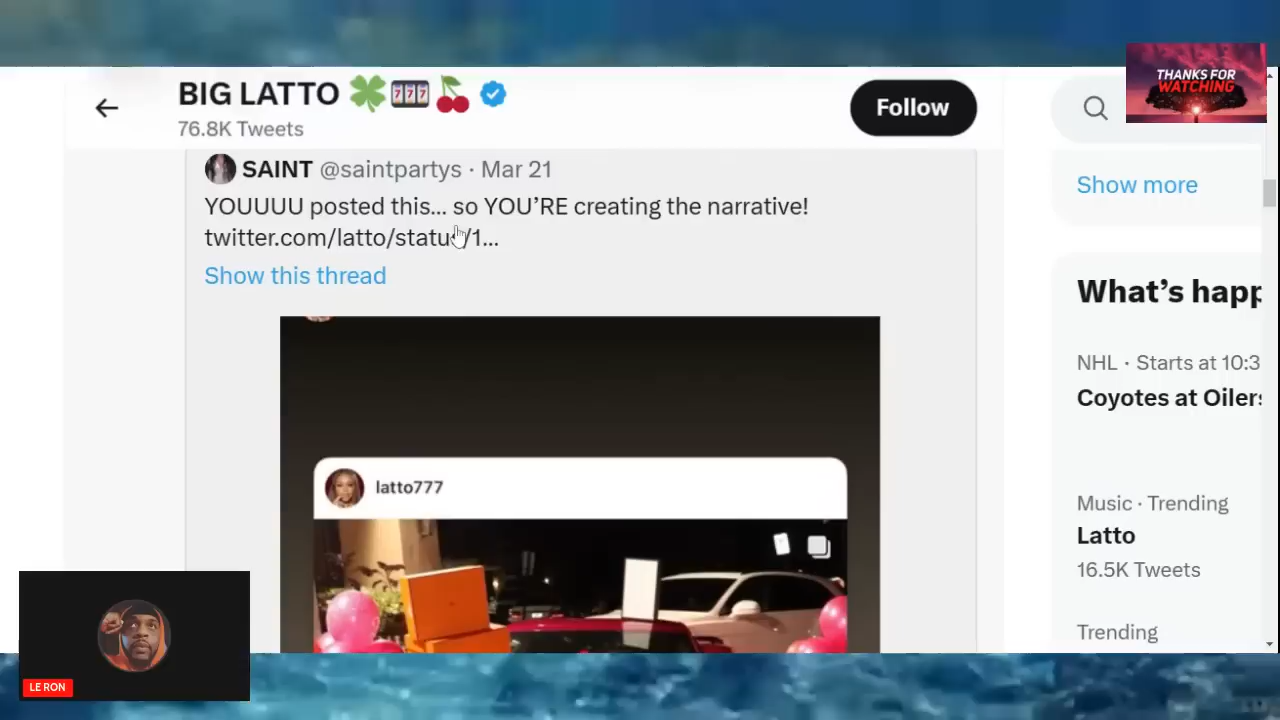 BIG LATTO 🍀🎰🍒
76.8K Tweets
Follow
THANKS FOR
WATCHING
SAINT @saintpartys · Mar 21
YOUUUU posted this... so YOU’RE creating the narrative!
twitter.com/latto/statu/1...
Show this thread
latto777
Show more
What’s happ
NHL · Starts at 10:3
Coyotes at Oilers
Music · Trending
Latto
16.5K Tweets
Trending
LE RON